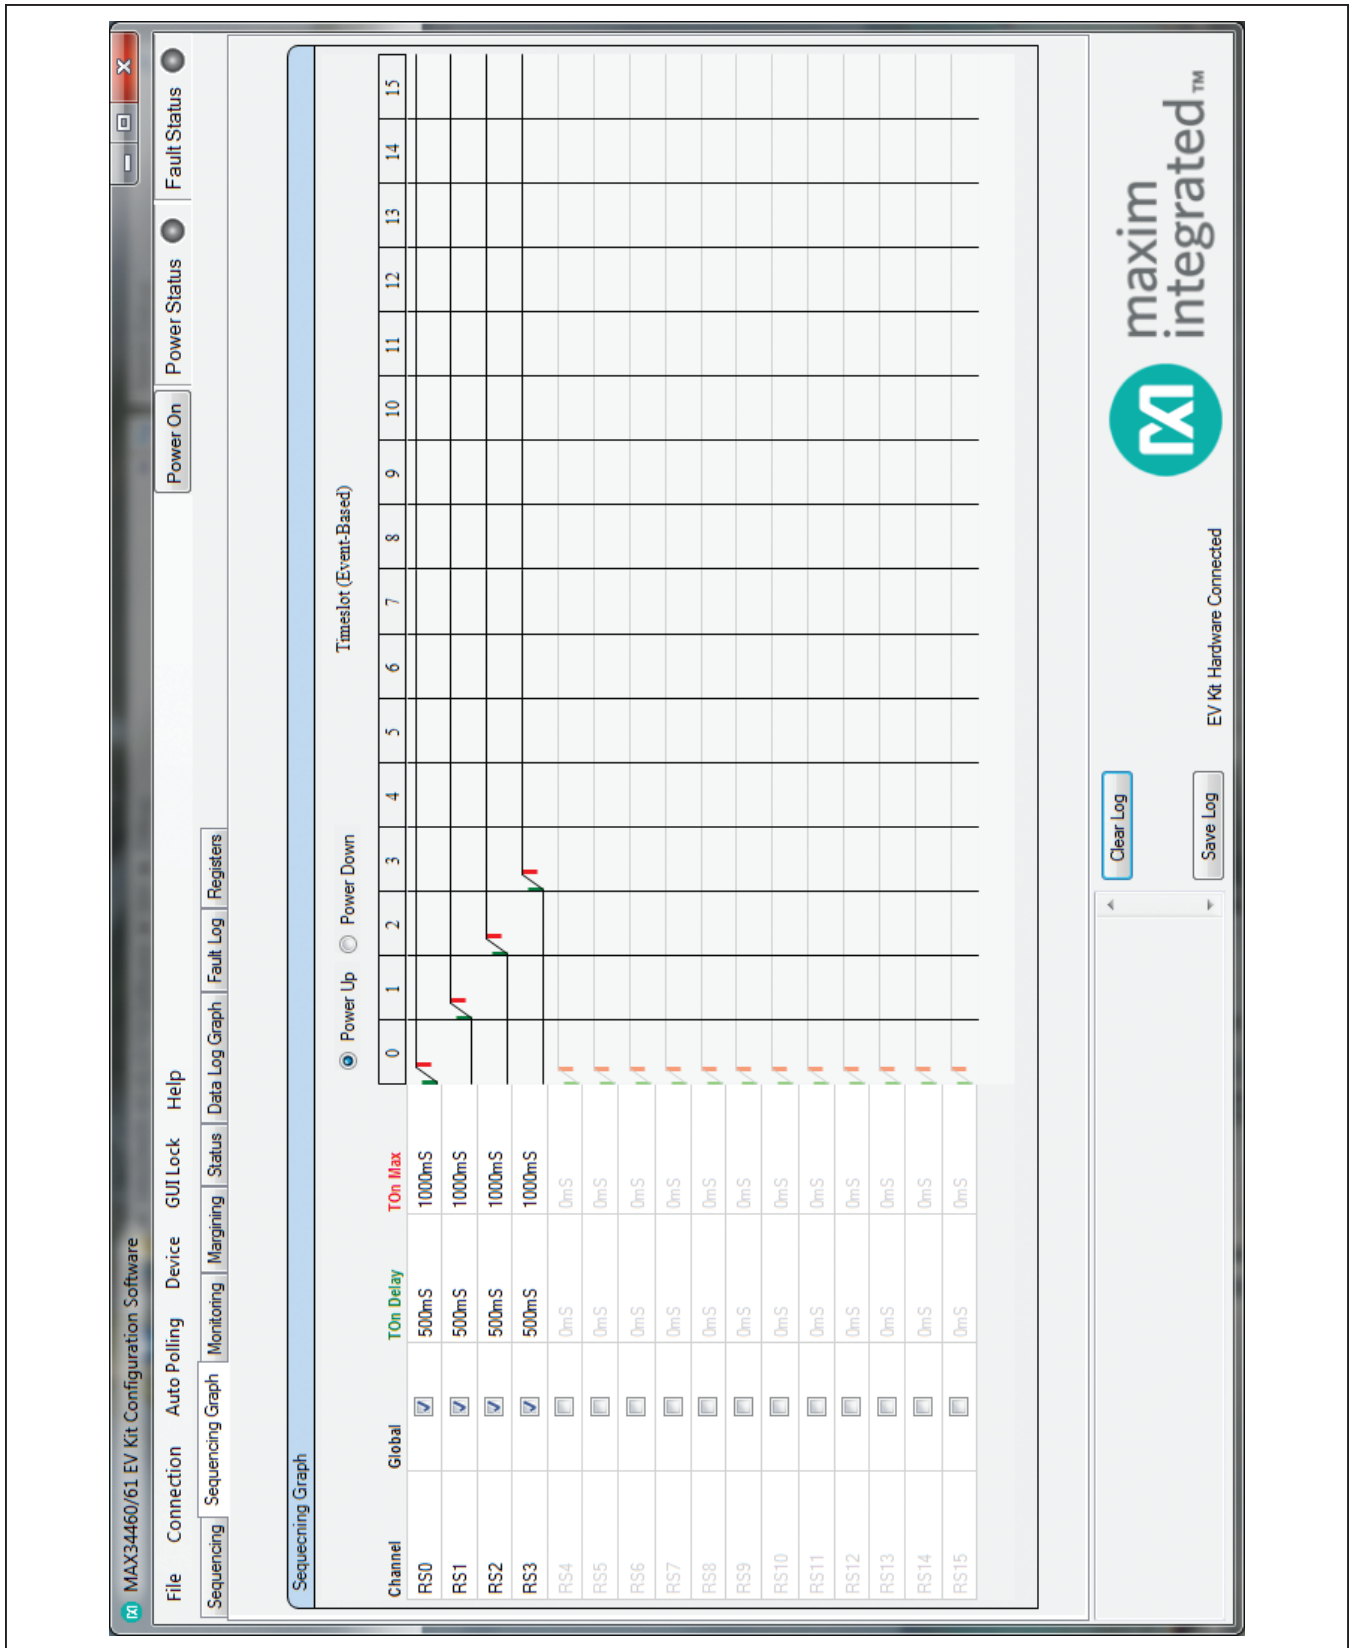 MAX34460/61 EV Kit Configuration Software
File Connection Auto Polling Device GUI Lock Help Power On Power Status Fault Status
Sequencing Sequencing Graph Monitoring Margining Status Data Log Graph Fault Log Registers
Sequecning Graph
Power Up Power Down Timeslot (Event-Based)
Channel Global TOn Delay TOn Max 0 1 2 3 4 5 6 7 8 9 10 11 12 13 14 15
RS0 500mS 1000mS
RS1 500mS 1000mS
RS2 500mS 1000mS
RS3 500mS 1000mS
RS4 0mS 0mS
RS5 0mS 0mS
RS6 0mS 0mS
RS7 0mS 0mS
RS8 0mS 0mS
RS9 0mS 0mS
RS10 0mS 0mS
RS11 0mS 0mS
RS12 0mS 0mS
RS13 0mS 0mS
RS14 0mS 0mS
RS15 0mS 0mS
Clear Log
Save Log
EV Kit Hardware Connected
maxim
integrated™